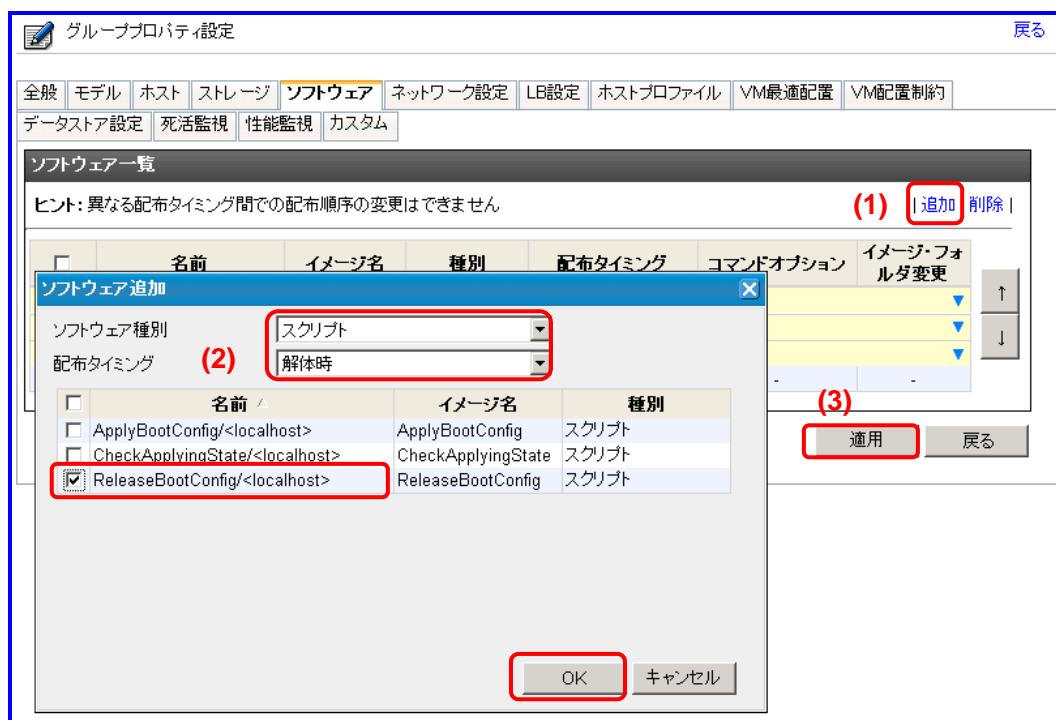 グループプロパティ設定 戻る
全般 モデル ホスト ストレージ ソフトウェア ネットワーク設定 LB設定 ホストプロファイル VM最適配置 VM配置制約
データストア設定 死活監視 性能監視 カスタム
ソフトウェア一覧
ヒント: 異なる配布タイミング間での配布順序の変更はできません (1) | 追加 | 削除 |
名前 イメージ名 種別 配布タイミング コマンドオプション イメージ・フォルダ変更
↑
↓
- -
ソフトウェア追加
ソフトウェア種別 スクリプト
(2)
配布タイミング 解体時
名前 イメージ名 種別
ApplyBootConfig/<localhost> ApplyBootConfig スクリプト
CheckApplyingState/<localhost> CheckApplyingState スクリプト
ReleaseBootConfig/<localhost> ReleaseBootConfig スクリプト
OK キャンセル
(3)
適用 戻る